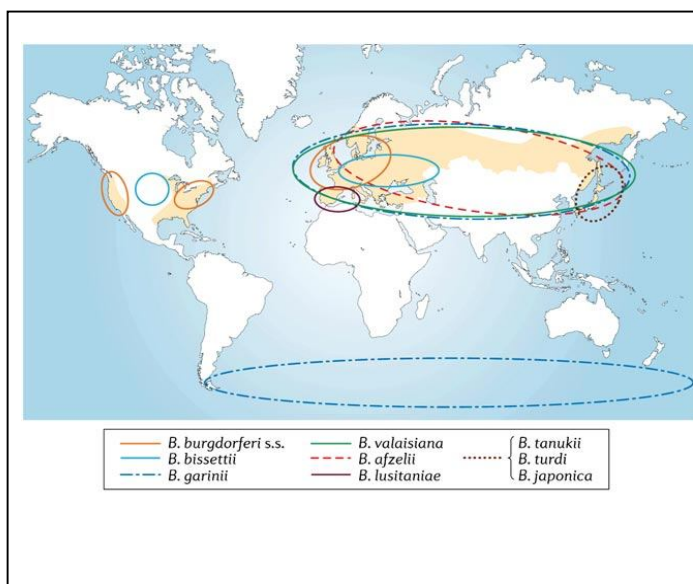 B. burgdorferi s.s. B. valaisiana B. tanukii
B. bissettii B. afzelii B. turdi
B. garinii B. lusitaniae B. japonica